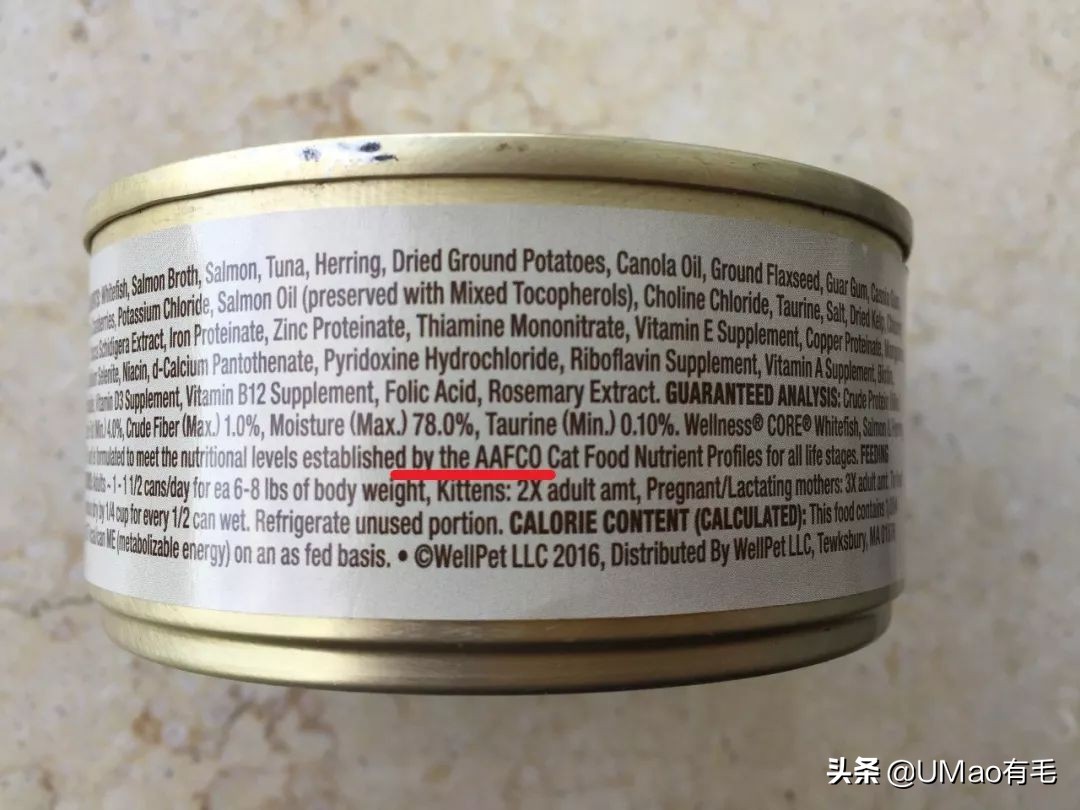 Whitefish, Salmon Broth, Salmon, Tuna, Herring, Dried Ground Potatoes, Canola Oil, Ground Flaxseed, Guar Gum,
Potassium Chloride, Salmon Oil (preserved with Mixed Tocopherols), Choline Chloride, Taurine, Salt, Dried Kelp,
Schidigera Extract, Iron Proteinate, Zinc Proteinate, Thiamine Mononitrate, Vitamin E Supplement, Copper Proteinate,
Selenite, Niacin, d-Calcium Pantothenate, Pyridoxine Hydrochloride, Riboflavin Supplement, Vitamin A Supplement, Biotin,
Vitamin D3 Supplement, Vitamin B12 Supplement, Folic Acid, Rosemary Extract. GUARANTEED ANALYSIS: Crude Protein
Min.) 4.0%, Crude Fiber (Max.) 1.0%, Moisture (Max.) 78.0%, Taurine (Min.) 0.10%. Wellness® CORE® Whitefish, Salmon &
is formulated to meet the nutritional levels established by the AAFCO Cat Food Nutrient Profiles for all life stages. FEEDING
Adults ~ 1 - 1 1/2 cans/day for ea 6-8 lbs of body weight, Kittens: 2X adult amt, Pregnant/Lactating mothers: 3X adult amt.
by 1/4 cup for every 1/2 can wet. Refrigerate unused portion. CALORIE CONTENT (CALCULATED): This food contains
ME (metabolizable energy) on an as fed basis. • ©WellPet LLC 2016, Distributed By WellPet LLC, Tewksbury, MA
头条 @UMao有毛